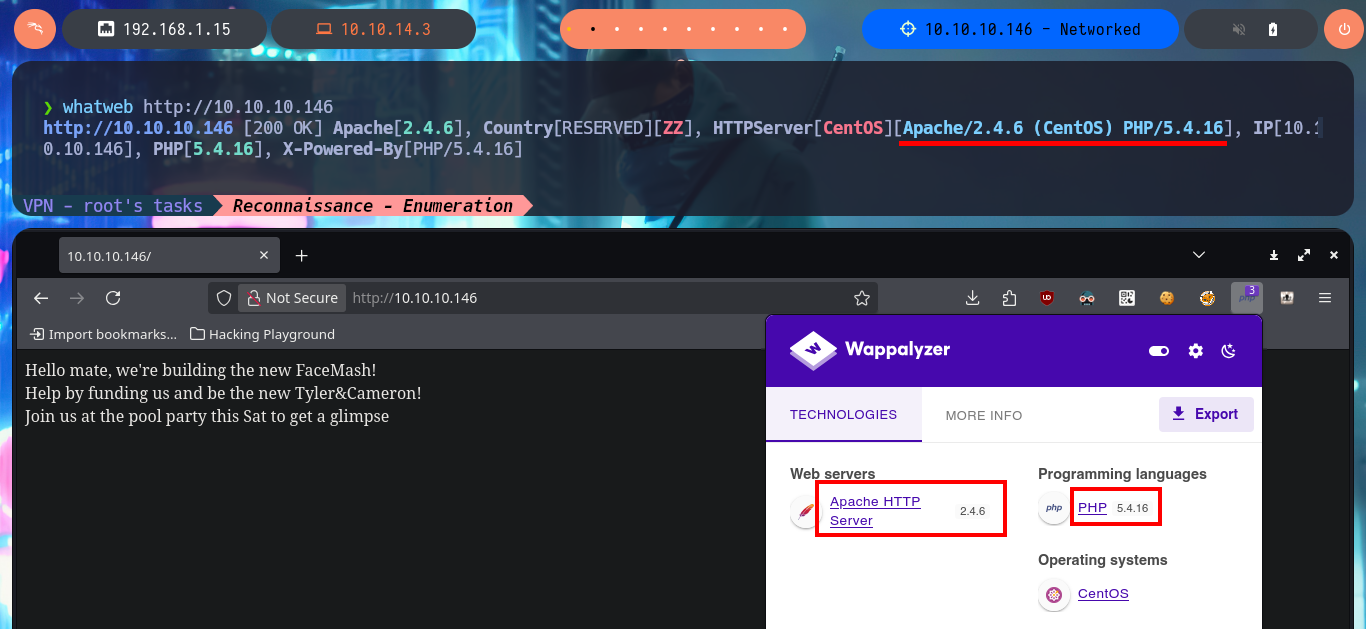 192.168.1.15
10.10.14.3
10.10.10.146 - Networked
❯ whatweb http://10.10.10.146
http://10.10.10.146 [200 OK] Apache[2.4.6], Country[RESERVED][ZZ], HTTPServer[CentOS][Apache/2.4.6 (CentOS) PHP/5.4.16], IP[10.1
0.10.146], PHP[5.4.16], X-Powered-By[PHP/5.4.16]
VPN - root's tasks Reconnaissance - Enumeration
10.10.10.146/
Not Secure http://10.10.10.146
UD
php 3
Import bookmarks... Hacking Playground
Hello mate, we're building the new FaceMash!
Help by funding us and be the new Tyler&Cameron!
Join us at the pool party this Sat to get a glimpse
Wappalyzer
TECHNOLOGIES MORE INFO Export
Web servers
Apache HTTP
Server 2.4.6
Programming languages
php PHP 5.4.16
Operating systems
CentOS